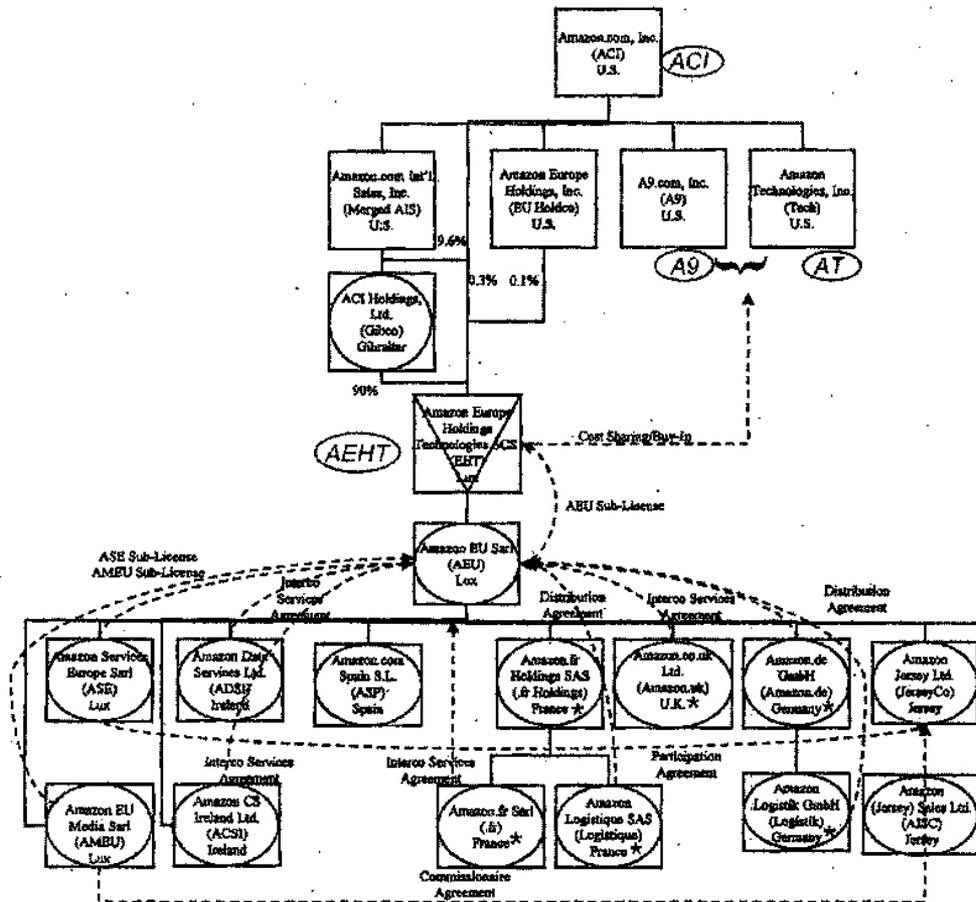 Amazon.com, Inc.
(ACI)
U.S.
ACI
Amazon.com Int'l
Sales, Inc.
(Merged AIS)
U.S.
Amazon Europe
Holdings, Inc.
(EU Holdco)
U.S.
A9.com, Inc.
(A9)
U.S.
Amazon
Technologies, Inc.
(Tech)
U.S.
A9
AT
9.6%
0.3%
0.1%
ACI Holdings,
Ltd.
(Gibco)
Gibraltar
90%
Amazon Europe
Holdings
Technologies SCS
(EHT)
Lux
AEHT
Cost Sharing/Buy-In
AEU Sub-License
Amazon EU Sarl
(AEU)
Lux
ASE Sub-License
AMEU Sub-License
Interco
Services
Agreement
Distribution
Agreement
Interco Services
Agreement
Distribution
Agreement
Amazon Services
Europe Sarl
(ASE)
Lux
Amazon Data
Services Ltd.
(ADSI)
Ireland
Amazon.com
Spain S.L.
(ASP)
Spain
Amazon.fr
Holdings SAS
(.fr Holdings)
France *
Amazon.co.uk
Ltd.
(Amazon.uk)
U.K. *
Amazon.de
GmbH
(Amazon.de)
Germany *
Amazon
Jersey Ltd.
(JerseyCo)
Jersey
Interco Services
Agreement
Interco Services
Agreement
Participation
Agreement
Amazon EU
Media Sarl
(AMEU)
Lux
Amazon CS
Ireland Ltd.
(ACSI)
Ireland
Amazon.fr Sarl
(.fr)
France *
Amazon
Logistique SAS
(Logistique)
France *
Amazon
Logistik GmbH
(Logistik)
Germany *
Amazon
(Jersey) Sales Ltd.
(AJSC)
Jersey
Commissionaire
Agreement